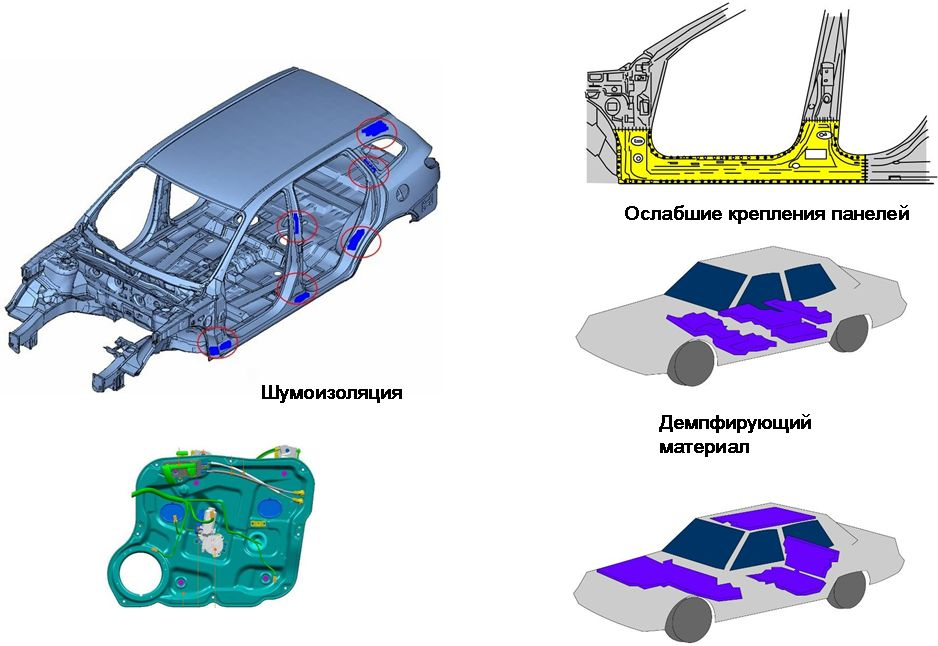 Ослабшие крепления панелей
Шумоизоляция
Демпфирующий
материал